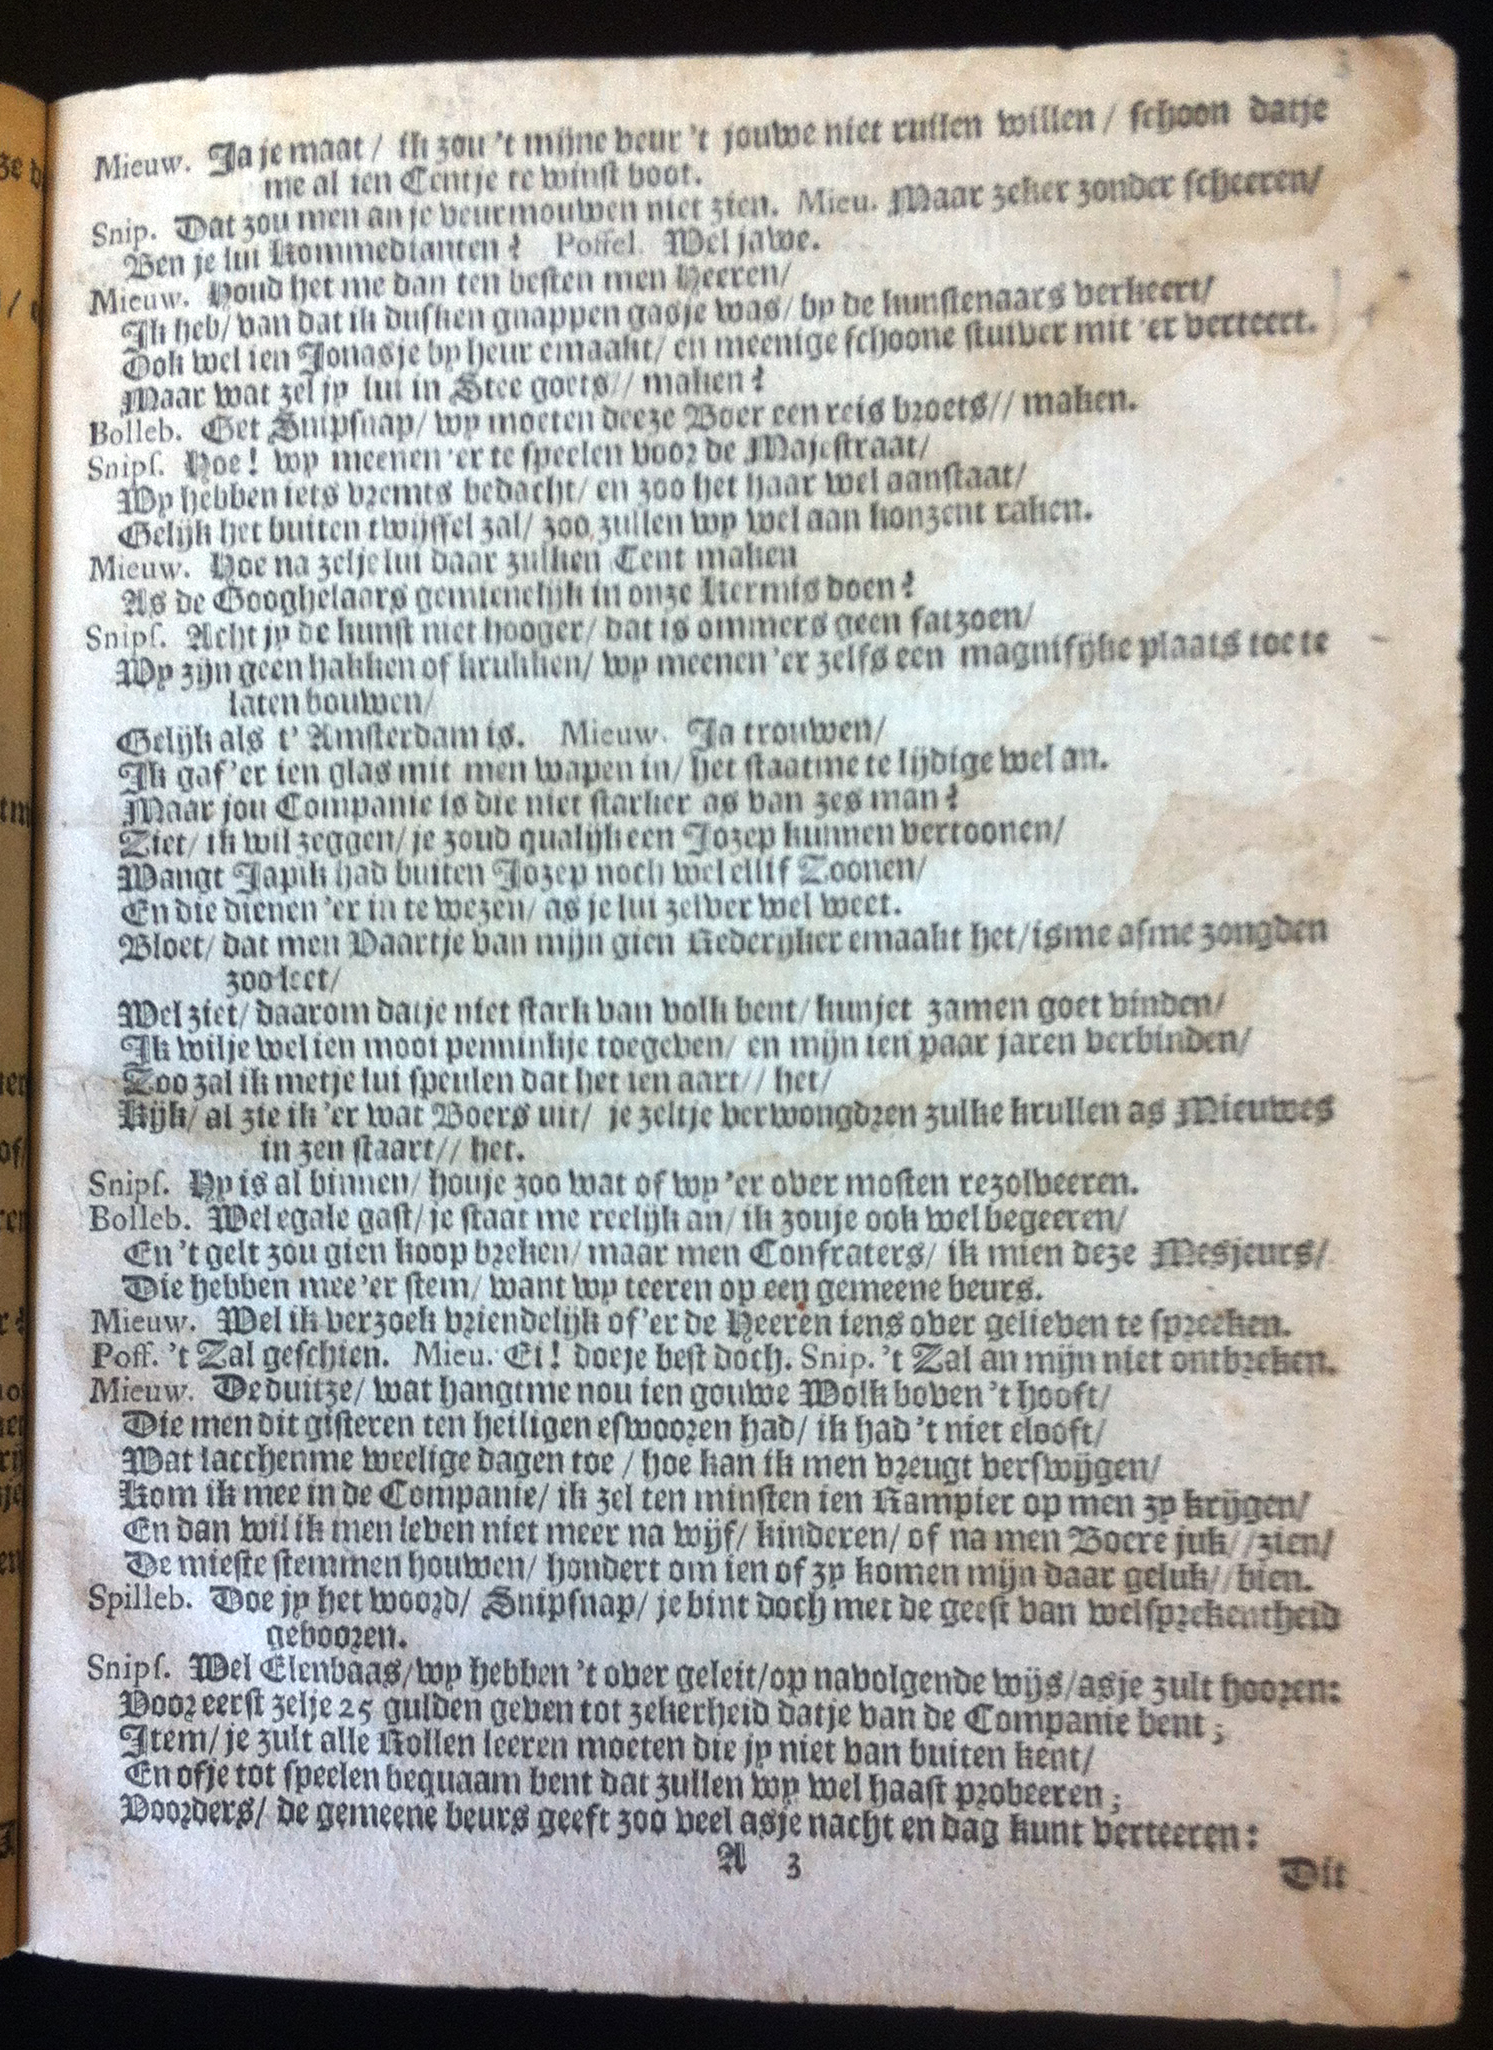 Mieuw. Ja je maat / ik zou 't mijne veur 't jouwe niet ruilen willen / schoon datje
me al ien Centje te winst boot.
Snip. Dat zou men an je veurmouwen niet zien. Mieu. Maar zeker zonder scheeren/
Ben je lui Kommedianten? Poffel. Wel jawe.
Mieuw. Houd het me dan ten besten men Heeren/
Ik heb/ van dat ik dusken gnappen gasje was/ by de kunstenaars verkeert/
Ook wel ien Jonasje by heur emaakt/ en meenige schoone stuiver mit 'er verteert.
Maar wat zel jy lui in Stee goets// maken?
Bolleb. Get Snipsnap/ wy moeten deeze Boer een reis broets// maken.
Snipf. Hoe! wy meenen 'er te speelen voor de Majestraat/
Wy hebben iets vremts bedacht/ en zoo het haar wel aanstaat/
Gelijk het buiten twijffel zal/ zoo zullen wy wel aan konzent raken.
Mieuw. Hoe na zelje lui daar zulken Tent maken
As de Googhelaars gemienelijk in onze Kermis doen?
Snipf. Acht jy de kunst niet hooger/ dat is ommers geen fatzoen/
Wy zijn geen hakken of krukken/ wy meenen 'er zelfs een magnifijke plaats toe te
laten bouwen/
Gelijk als t' Amsterdam is. Mieuw. Ja trouwen/
Ik gaf 'er ien glas mit men wapen in/ het staatme te lijdige wel an.
Maar jou Companie is die niet starker as van zes man?
Ziet/ ik wil zeggen/ je zoud qualijk een Jozep kunnen vertoonen/
Wangt Japik had buiten Jozep noch wel ellif Zoonen/
En die dienen 'er in te wezen/ as je lui zelver wel weet.
Bloet/ dat men Vaartje van mijn gien Rederyker emaakt het/ isme asme zongden
zoo leet/
Wel ziet/ daarom datje niet stark van volk bent/ kunjet zamen goet vinden/
Ik wilje wel ien mooi penninkje toegeven/ en mijn ien paar jaren verbinden/
Zoo zal ik metje lui speulen dat het ien aart// het/
Kijk/ al zie ik 'er wat Boers uit/ je zeltje verwongdren zulke krullen as Mieuwes
in zen staart// het.
Snipf. Hy is al binnen/ houje zoo wat of wy 'er over mosten rezolveeren.
Bolleb. Wel egale gast/ je staat me reelijk an/ ik zouje ook wel begeeren/
En 't gelt zou gien koop breken/ maar men Confraters/ ik mien deze Mesjeurs/
Die hebben mee 'er stem/ want wy teeren op een gemeene beurs.
Mieuw. Wel ik verzoek vriendelijk of 'er de Heeren iens over gelieven te spreeken.
Poff. 't Zal geschien. Mieu. Ei! doeje best doch. Snip. 't Zal an mijn niet ontbreken.
Mieuw. De duitze/ wat hangtme nou ien gouwe Wolk boven 't hooft/
Die men dit gisteren ten heiligen eswooren had/ ik had 't niet elooft/
Wat lacchenme weelige dagen toe / hoe kan ik men vreugt verswijgen/
Kom ik mee in de Companie/ ik zel ten minsten ien Rampier op men zy krijgen/
En dan wil ik men leven niet meer na wijf/ kinderen/ of na men Boere juk//zien/
De mieste stemmen houwen/ hondert om ien of zy komen mijn daar geluk//bien.
Spilleb. Doe jy het woord/ Snipsnap/ je bint doch met de geest van welsprekentheid
gebooren.
Snipf. Wel Elenbaas/wy hebben 't over geleit/op navolgende wijs/asje zult hooren:
Voor eerst zelje 25 gulden geven tot zekerheid datje van de Companie bent;
Item/ je zult alle Rollen leeren moeten die jy niet van buiten kent/
En ofje tot speelen bequaam bent dat zullen wy wel haast probeeren;
Voorders/ de gemeene beurs geeft zoo veel asje nacht en dag kunt verteeren:
A 3
Dit